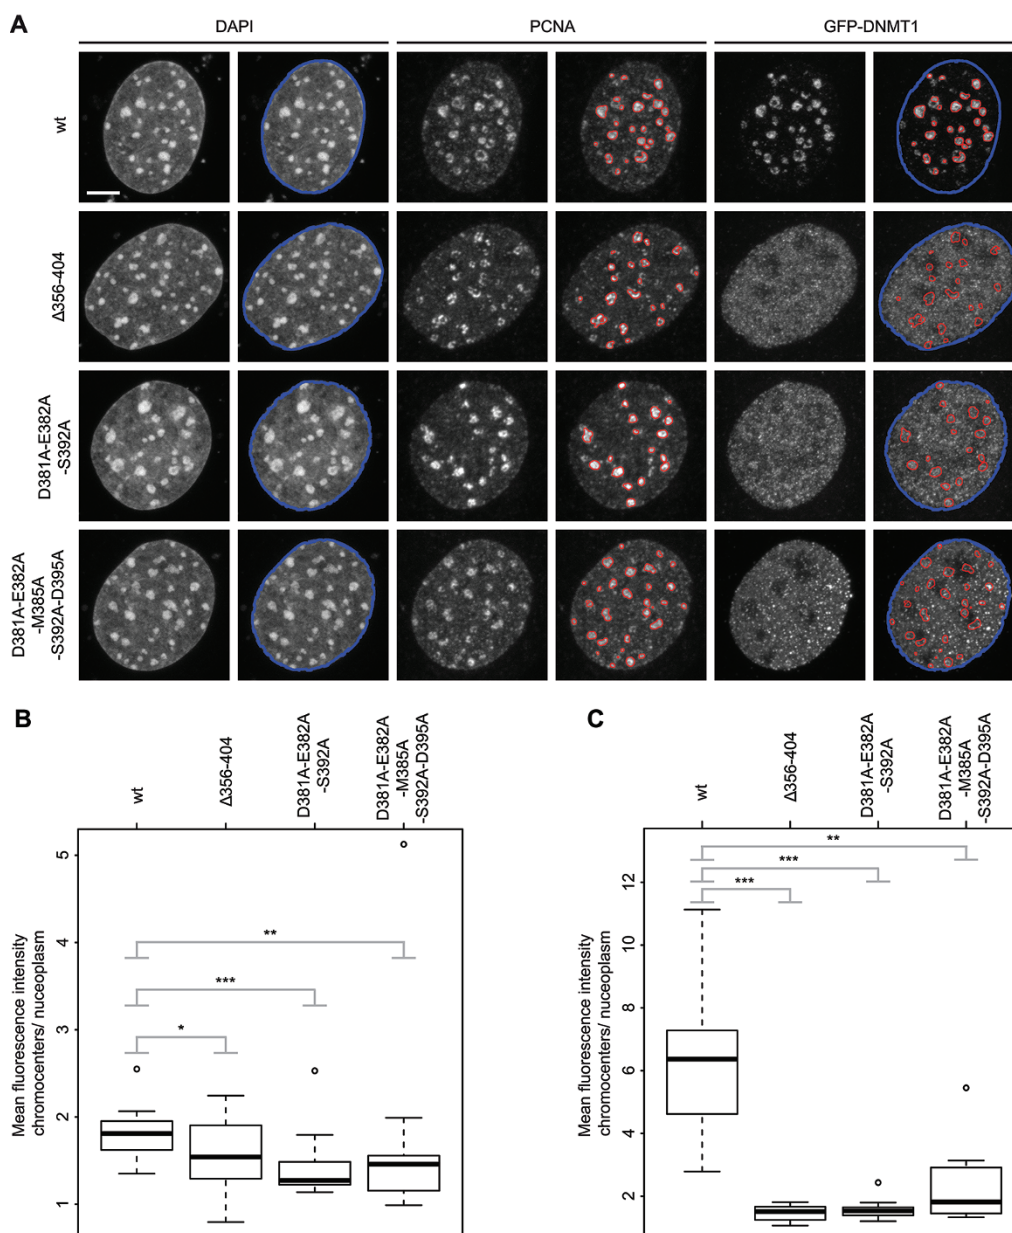 A
DAPI
PCNA
GFP-DNMT1
wt
Δ356-404
D381A-E382A
-S392A
D381A-E382A
-M385A
-S392A-D395A
B
wt
Δ356-404
D381A-E382A
-S392A
D381A-E382A
-M385A
-S392A-D395A
Mean fluorescence intensity
chromocenters/ nuceoplasm
5
4
3
2
1
**
***
*
C
wt
Δ356-404
D381A-E382A
-S392A
D381A-E382A
-M385A
-S392A-D395A
Mean fluorescence intensity
chromocenters/ nuceoplasm
12
10
8
6
4
2
**
***
***